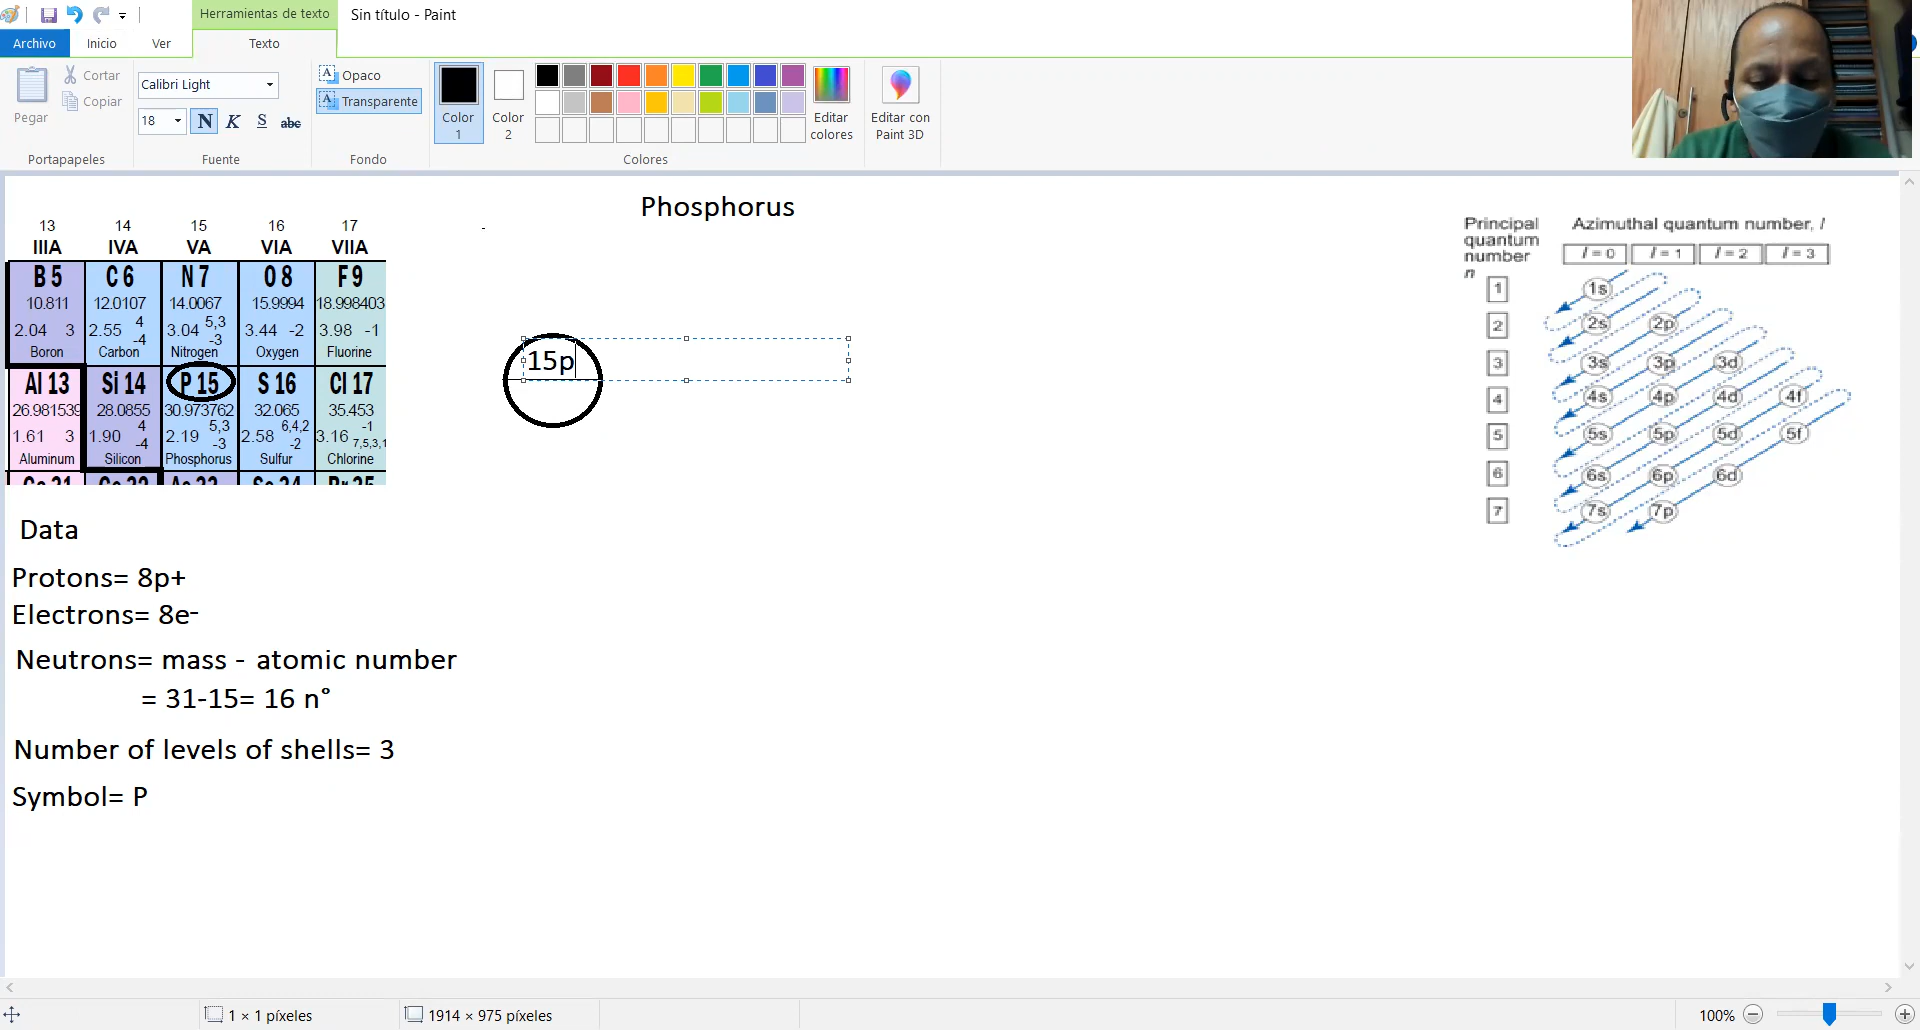 Herramientas de texto
Sin título - Paint
Archivo
Inicio
Ver
Texto
Pegar
Cortar
Copiar
Portapapeles
Calibri Light
18
N K S abc
Fuente
Opaco
Transparente
Fondo
Color 1
Color 2
Editar colores
Colores
Editar con Paint 3D
Phosphorus
13 14 15 16 17
IIIA IVA VA VIA VIIA
B 5 C 6 N 7 O 8 F 9
10.811 12.0107 14.0067 15.9994 18.998403
2.04 3 2.55 4 -4 3.04 5,3 -3 3.44 -2 3.98 -1
Boron Carbon Nitrogen Oxygen Fluorine
Al 13 Si 14 P 15 S 16 Cl 17
26.981539 28.0855 30.973762 32.065 35.453
1.61 3 1.90 4 -4 2.19 5,3 -3 2.58 6,4,2 -2 3.16 -1 7,5,3,1
Aluminum Silicon Phosphorus Sulfur Chlorine
15p
Data
Protons= 8p+
Electrons= 8e-
Neutrons= mass - atomic number
= 31-15= 16 n°
Number of levels of shells= 3
Symbol= P
Principal
quantum
number
n
Azimuthal quantum number, l
l = 0 l = 1 l = 2 l = 3
1 1s
2 2s 2p
3 3s 3p 3d
4 4s 4p 4d 4f
5 5s 5p 5d 5f
6 6s 6p 6d
7 7s 7p
1 × 1 píxeles
1914 × 975 píxeles
100%